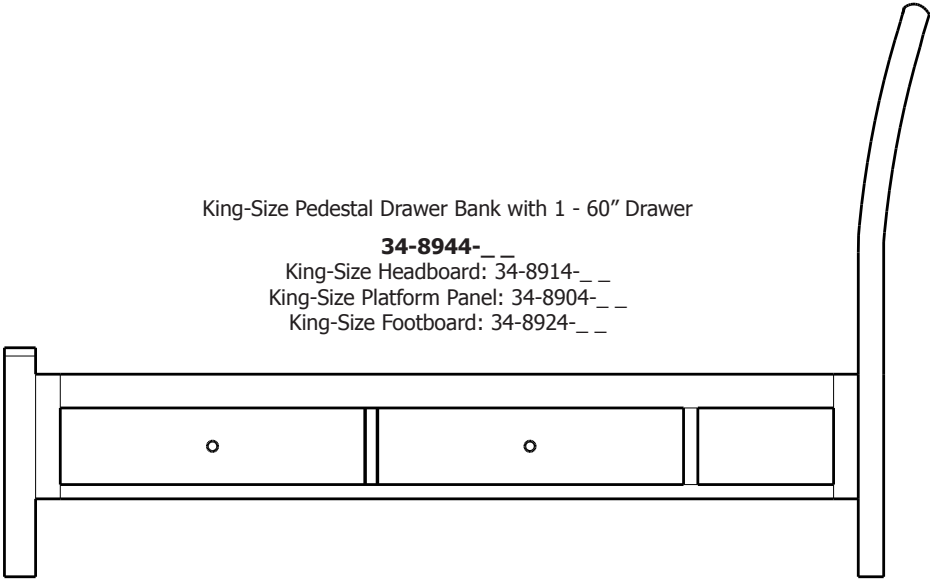 King-Size Pedestal Drawer Bank with 1 - 60” Drawer
34-8944-_ _
King-Size Headboard: 34-8914-_ _
King-Size Platform Panel: 34-8904-_ _
King-Size Footboard: 34-8924-_ _